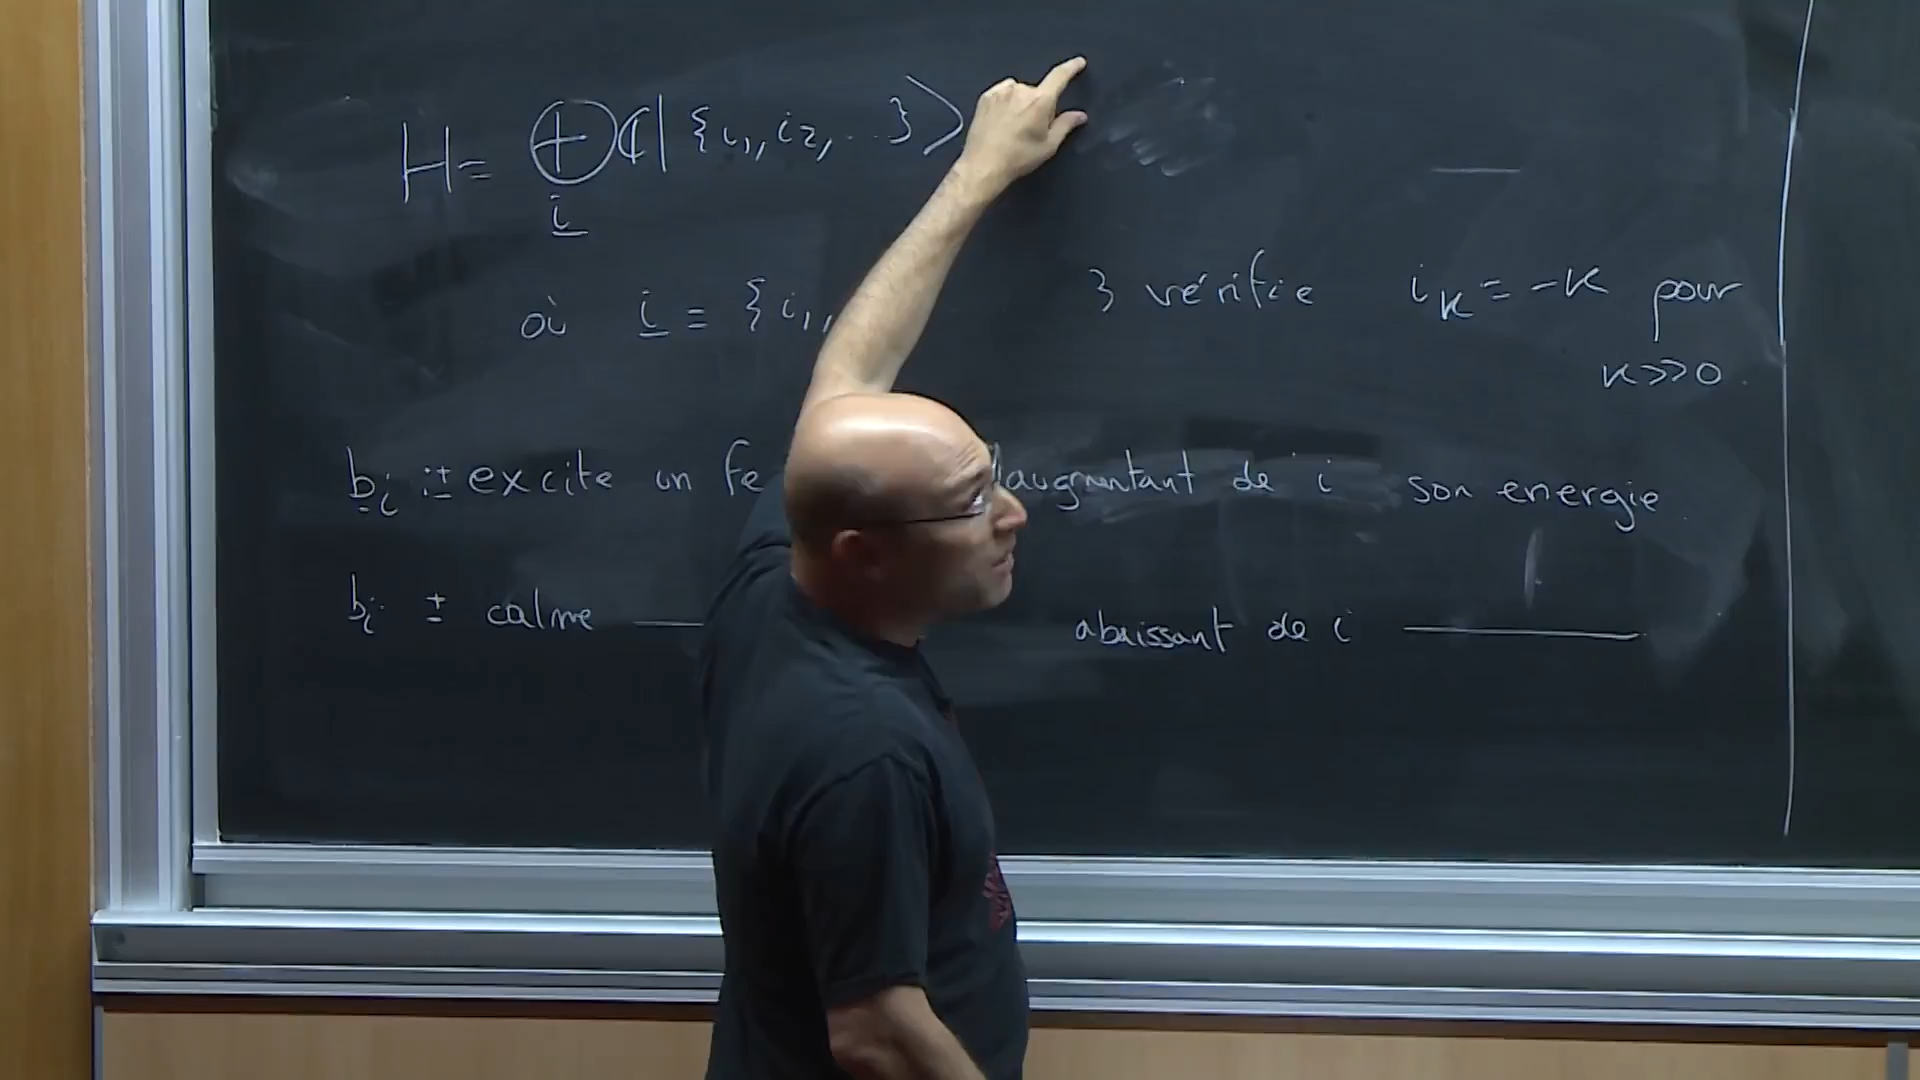 H = ⊕ ℂ| {i₁, i₂, ...}>
i
où i = {i₁, } vérifie i_K = -K pour
K>>0.
b_i : ± excite un fe l'augmentant de i son energie.
b_i ± calme ——— abaissant de i ———